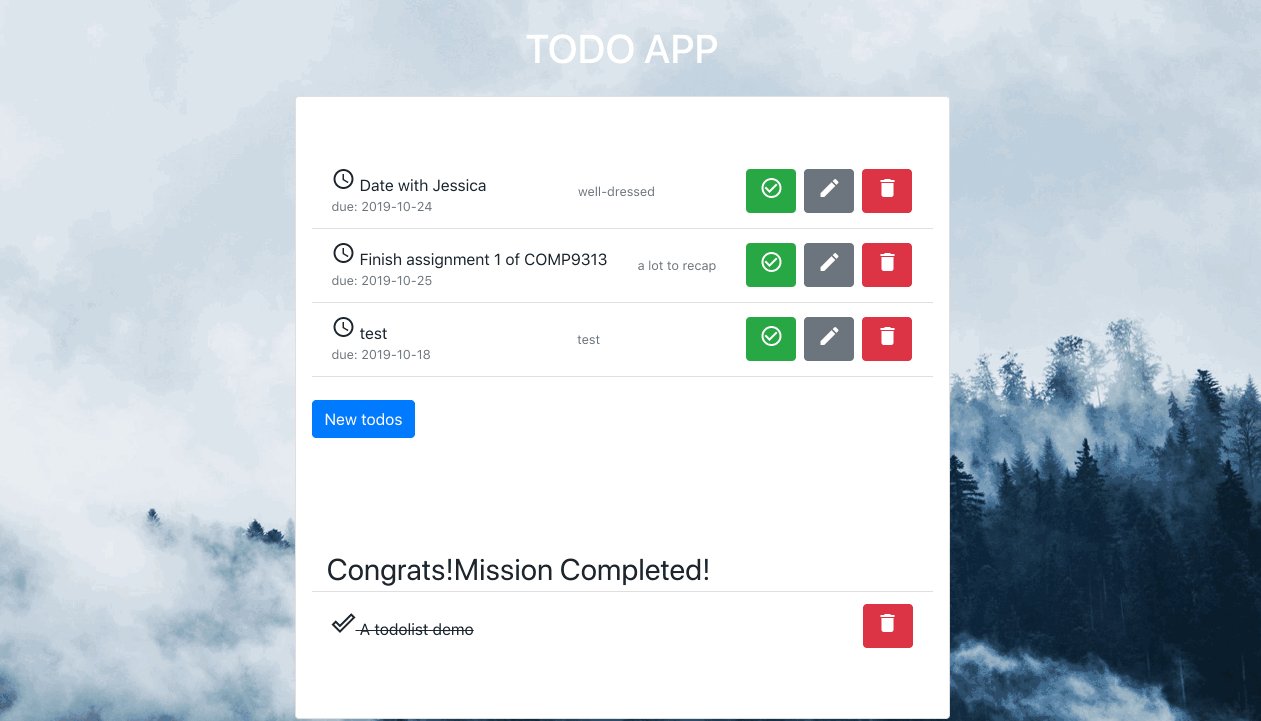 TODO APP
Date with Jessica
well-dressed
due: 2019-10-24
Finish assignment 1 of COMP9313
a lot to recap
due: 2019-10-25
test
test
due: 2019-10-18
New todos
Congrats!Mission Completed!
A todolist demo